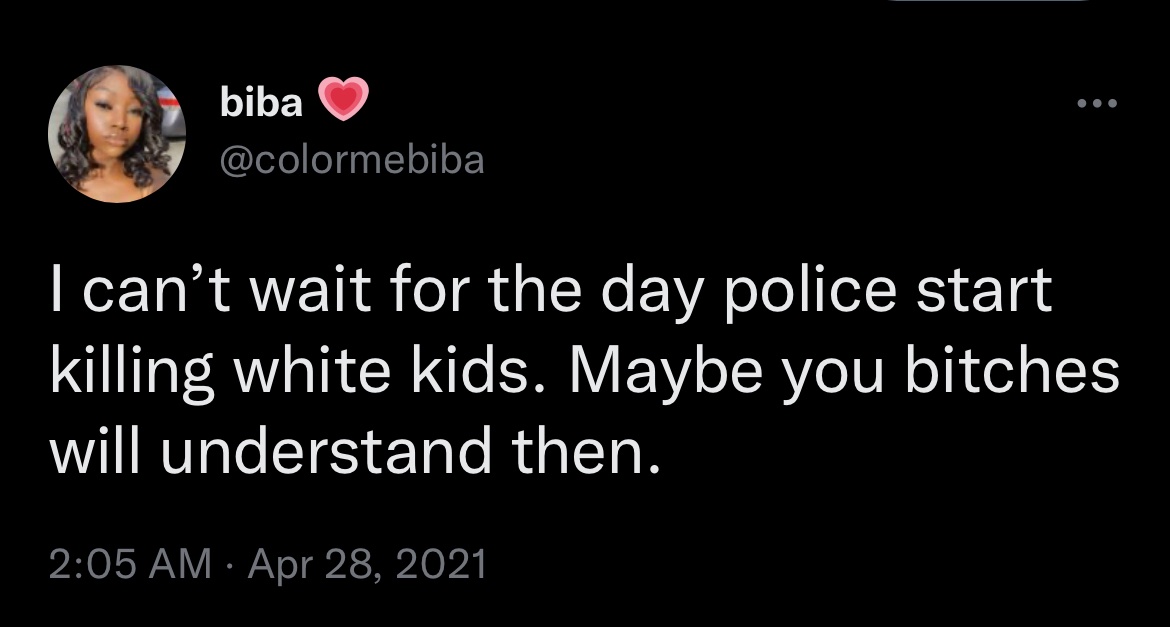 biba 💗
@colormebiba
I can’t wait for the day police start
killing white kids. Maybe you bitches
will understand then.
2:05 AM · Apr 28, 2021